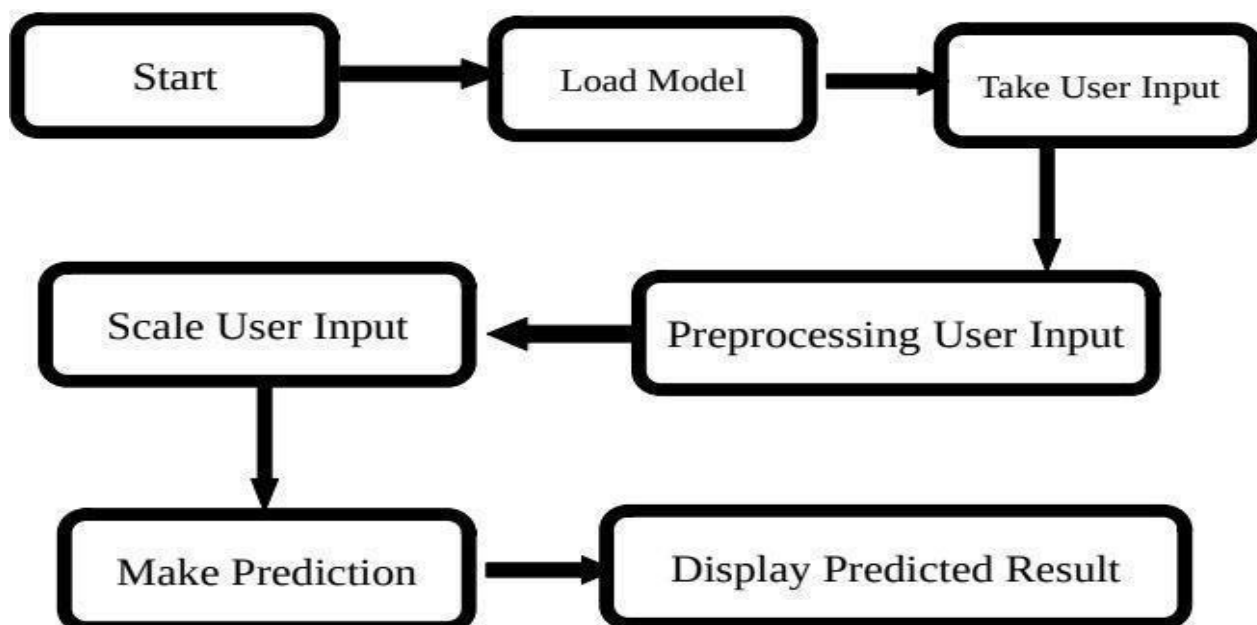 Start
Load Model
Take User Input
Preprocessing User Input
Scale User Input
Make Prediction
Display Predicted Result